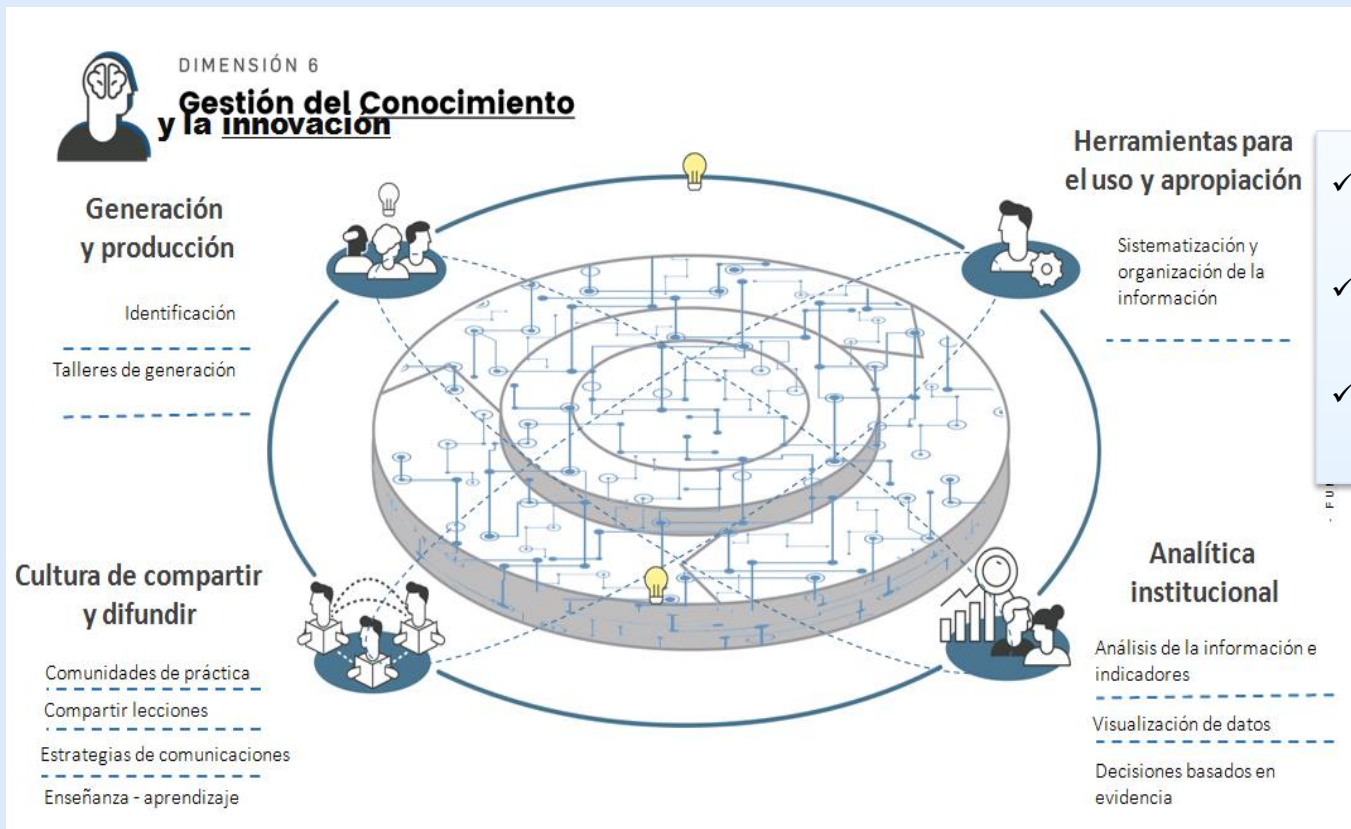 DIMENSIÓN 6
Gestión del Conocimiento
y la innovación
Generación
y producción
Identificación
Talleres de generación
Herramientas para
el uso y apropiación
Sistematización y
organización de la
información
✓
✓
✓
Cultura de compartir
y difundir
Comunidades de práctica
Compartir lecciones
Estrategias de comunicaciones
Enseñanza - aprendizaje
Analítica
institucional
Análisis de la información e
indicadores
Visualización de datos
Decisiones basados en
evidencia